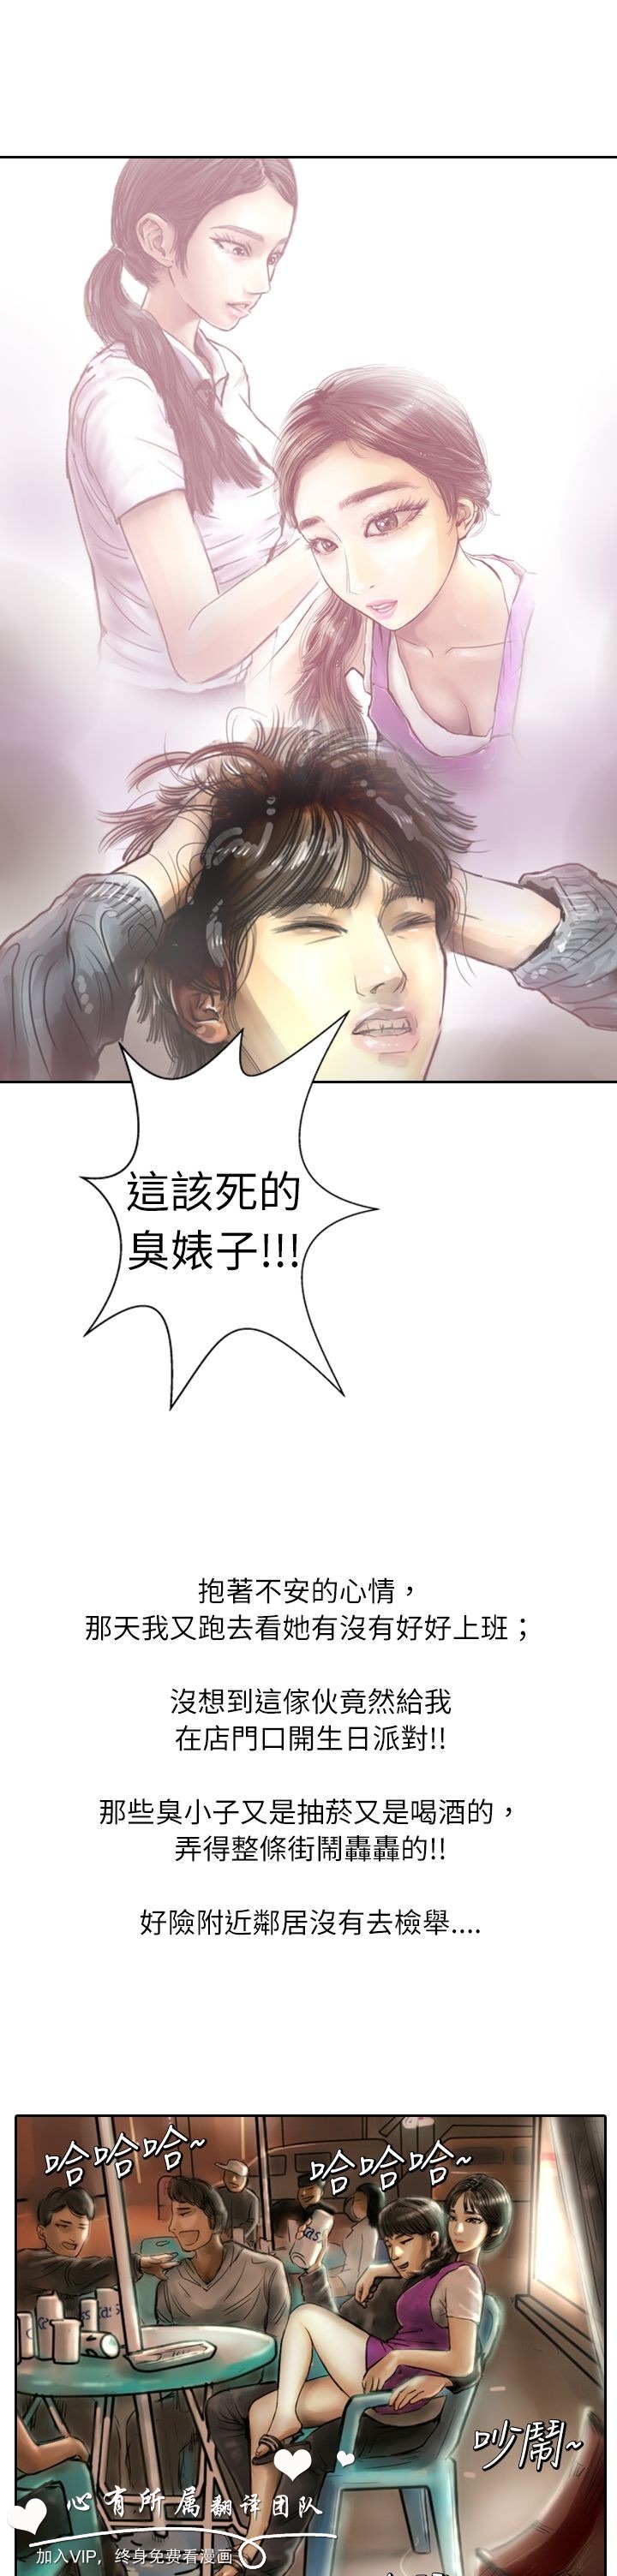 這該死的
臭婊子!!!
抱著不安的心情，
那天我又跑去看她有沒有好好上班；
沒想到這傢伙竟然給我
在店門口開生日派對!!
那些臭小子又是抽菸又是喝酒的，
弄得整條街鬧轟轟的!!
好險附近鄰居沒有去檢舉....
哈哈哈~
哈哈哈~
吵鬧~
心有所属翻译团队
加入VIP，终身免费看漫画